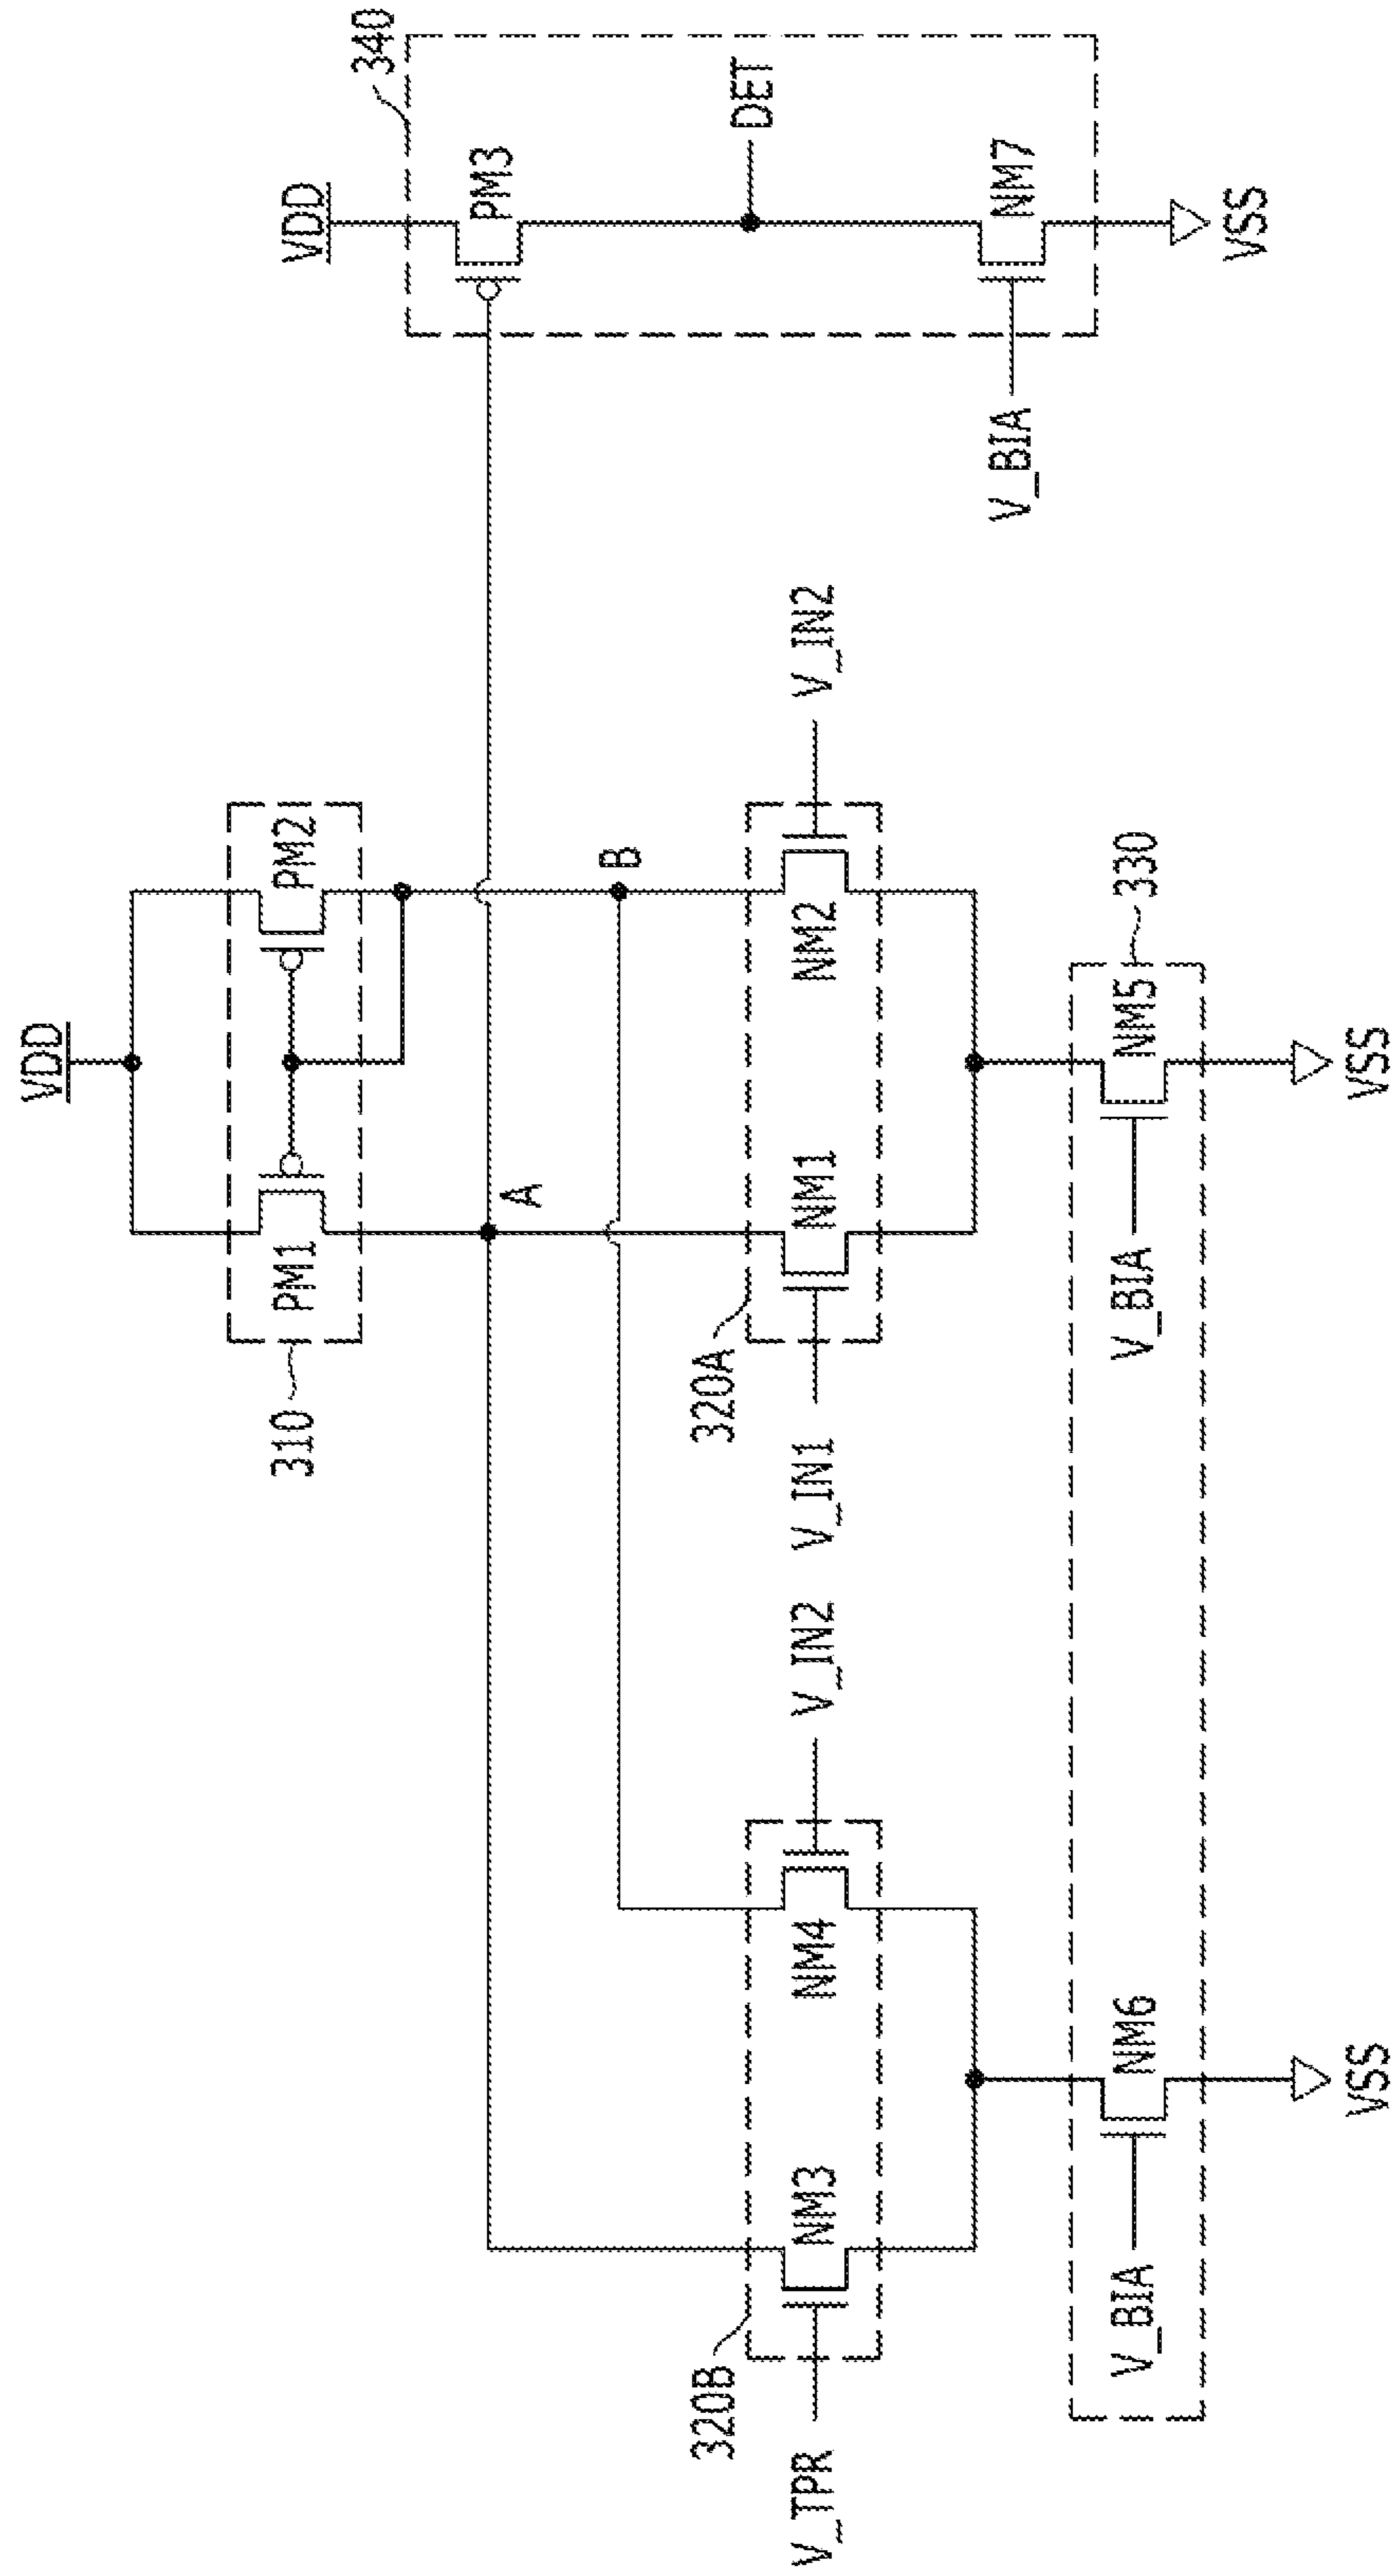 VDD
VDD
310
PM1
PM2
340
PM3
A
B
DET
320B
320A
V_TPR
NM3
NM4
V_IN2
V_IN1
NM1
NM2
V_IN2
V_BIA
NM7
VSS
330
V_BIA
NM6
V_BIA
NM5
VSS
VSS